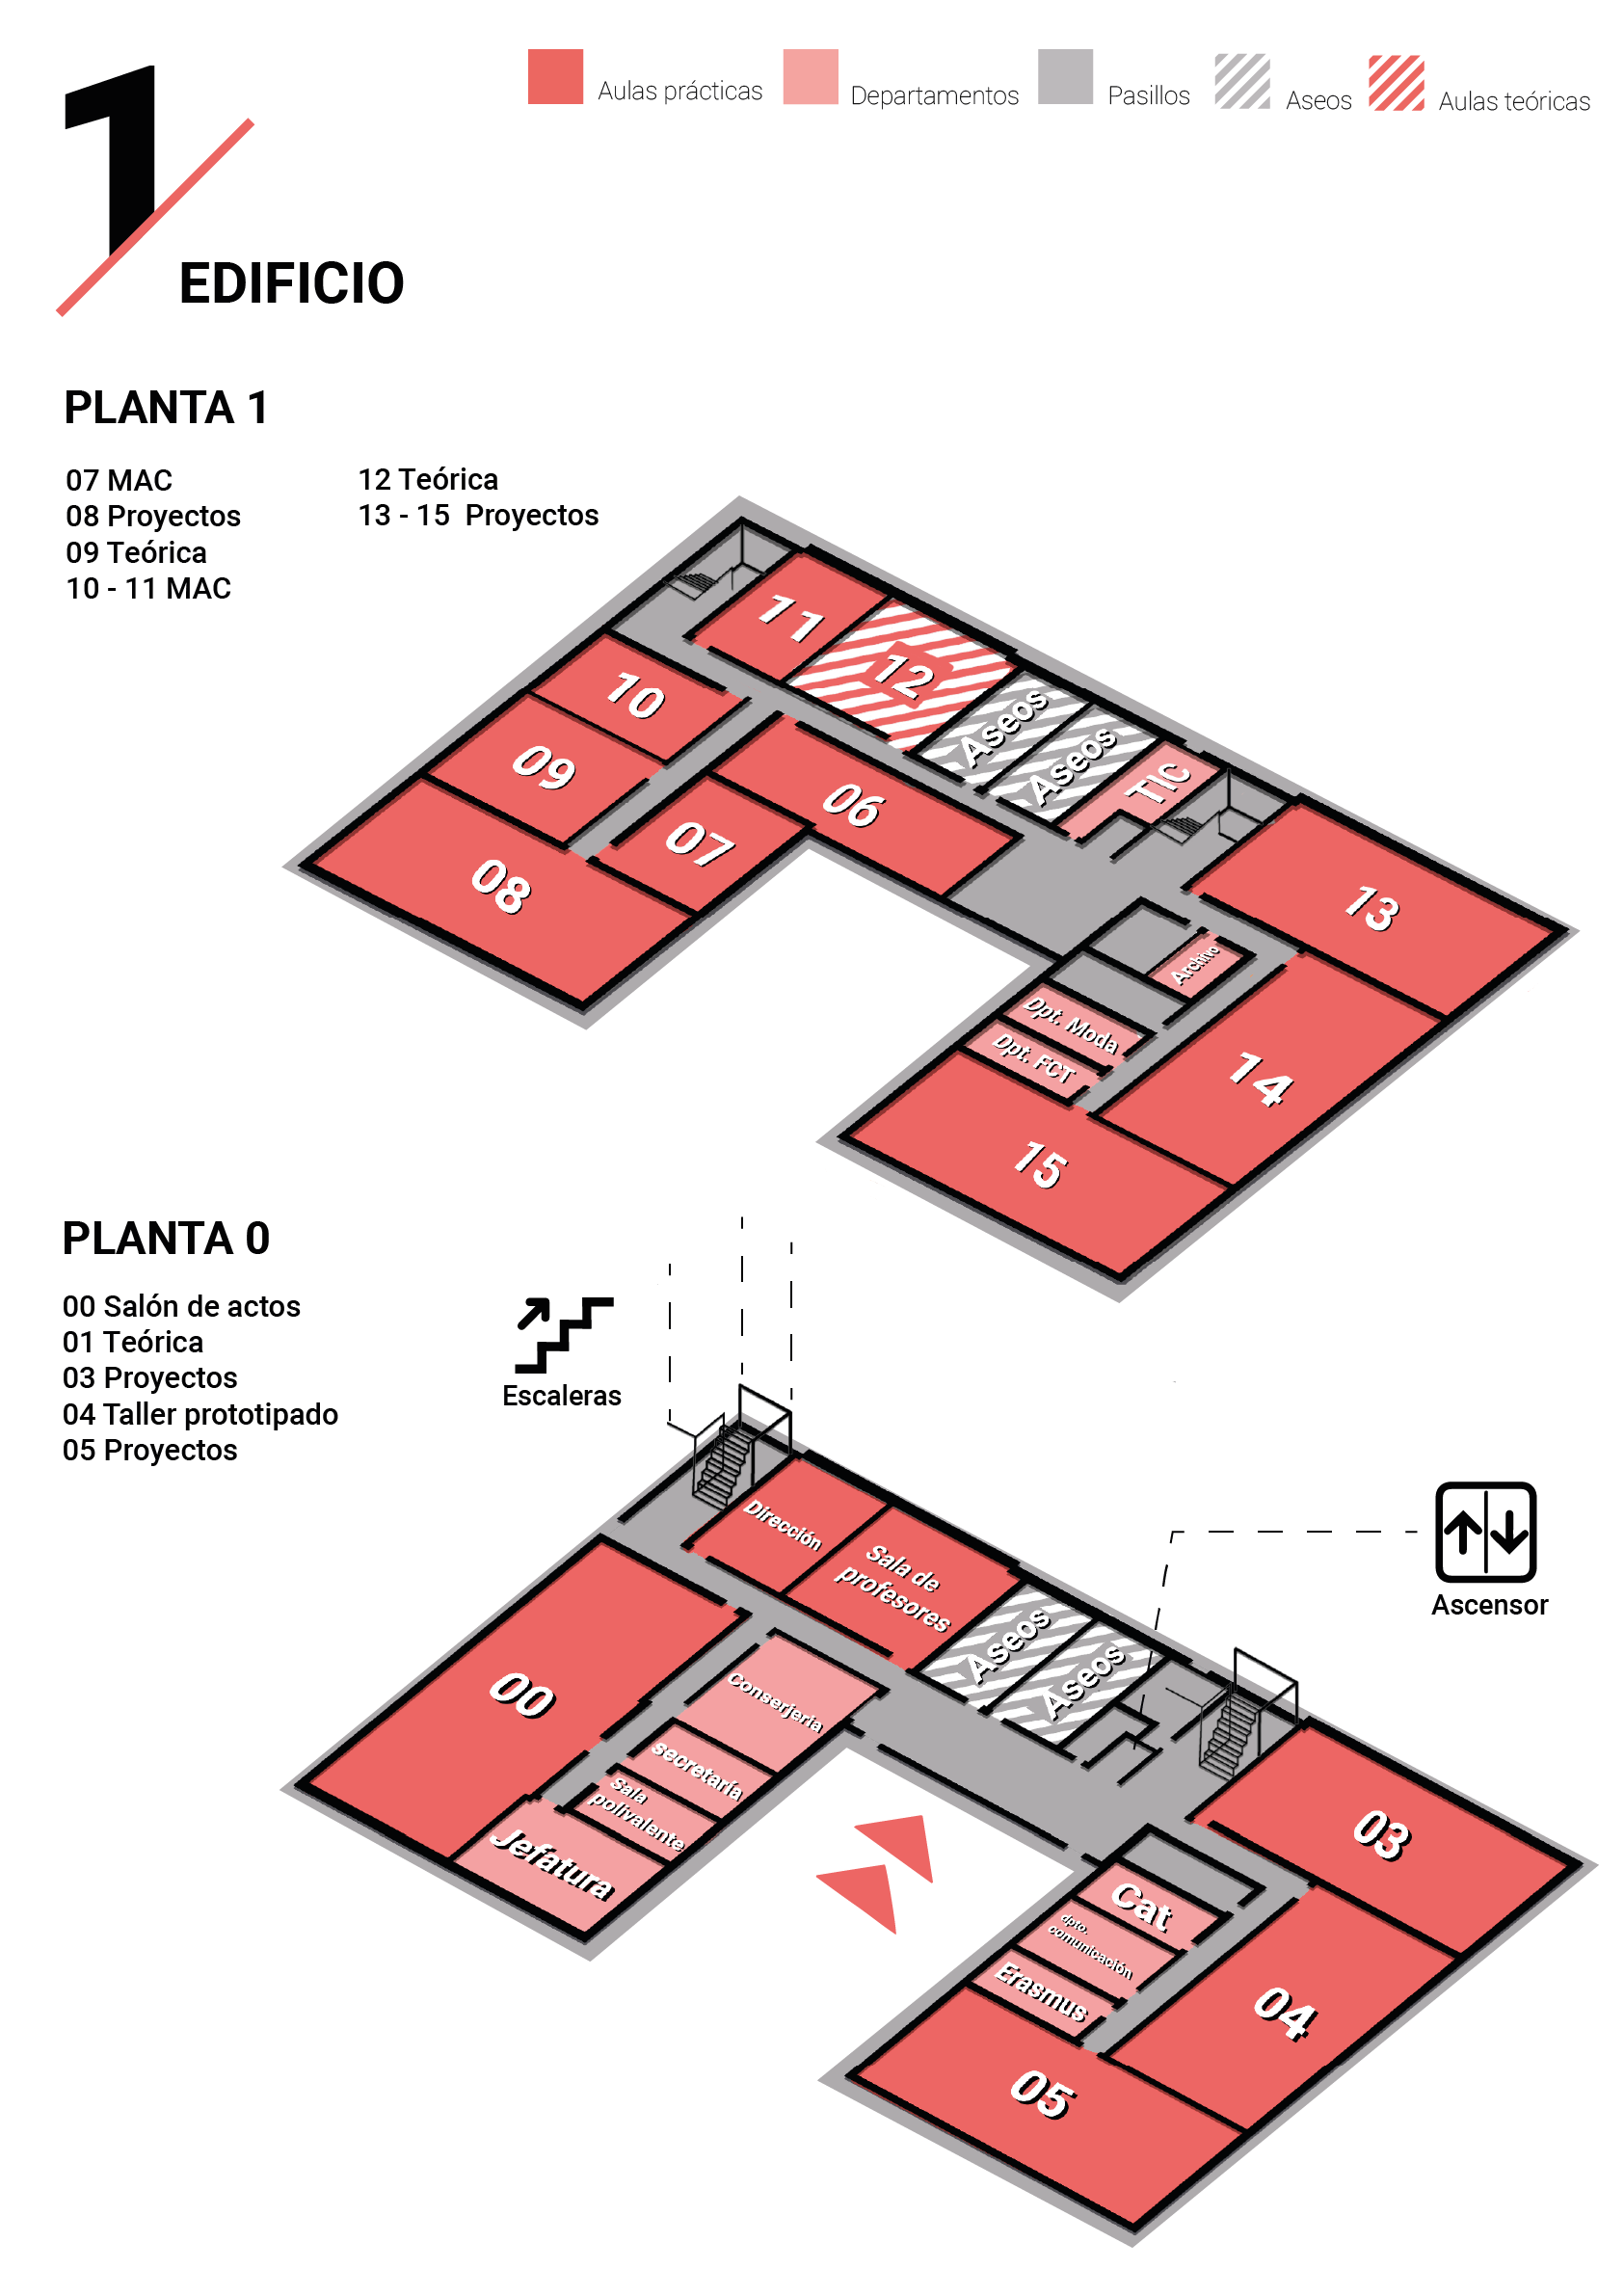 Aulas prácticas
Departamentos
Pasillos
Aseos
Aulas teóricas
1
EDIFICIO
PLANTA 1
07 MAC
08 Proyectos
09 Teórica
10 - 11 MAC
12 Teórica
13 - 15 Proyectos
11
12
10
Aseos
Aseos
TIC
09
06
07
08
13
Archivo
Dpt. Moda
Dpt. FCT
14
15
PLANTA 0
00 Salón de actos
01 Teórica
03 Proyectos
04 Taller prototipado
05 Proyectos
Escaleras
Ascensor
Dirección
Sala de
profesores
Aseos
Aseos
00
Conserjería
secretaría
Sala
polivalente
Jefatura
03
Cat
dpto.
comunicación
Erasmus
04
05